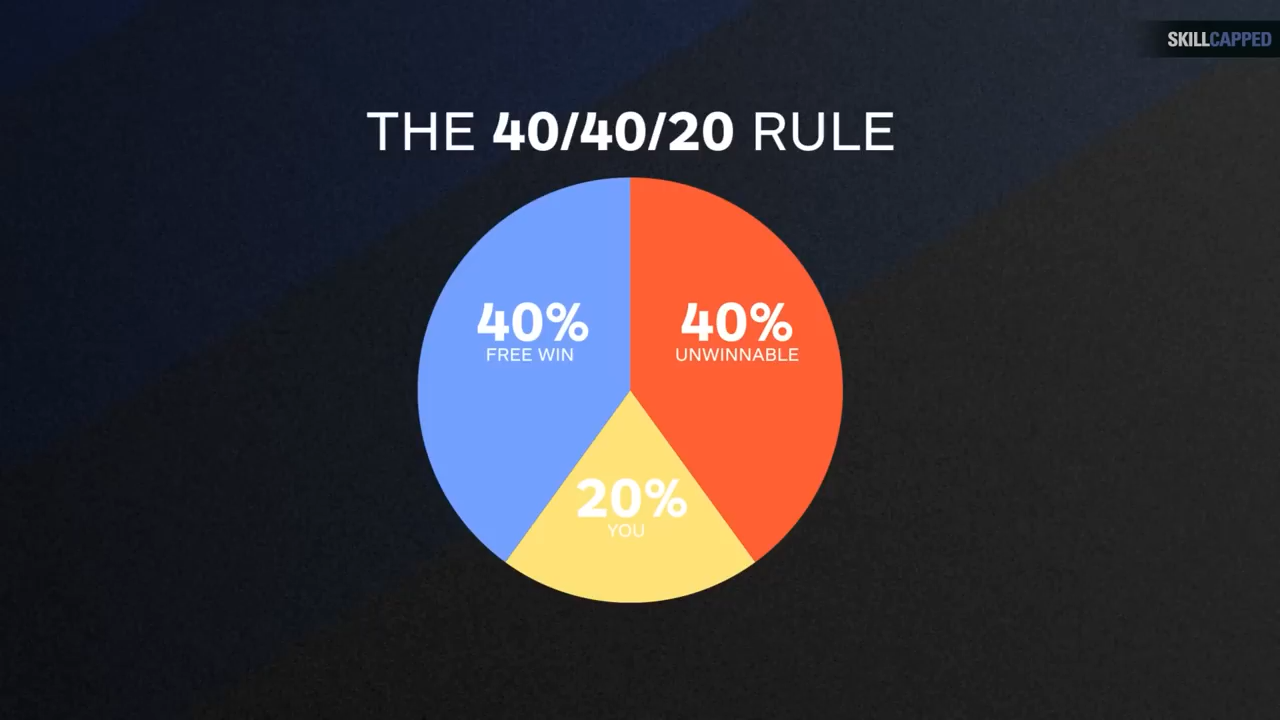 SKILLCAPPED
THE 40/40/20 RULE
40%
FREE WIN
40%
UNWINNABLE
20%
YOU